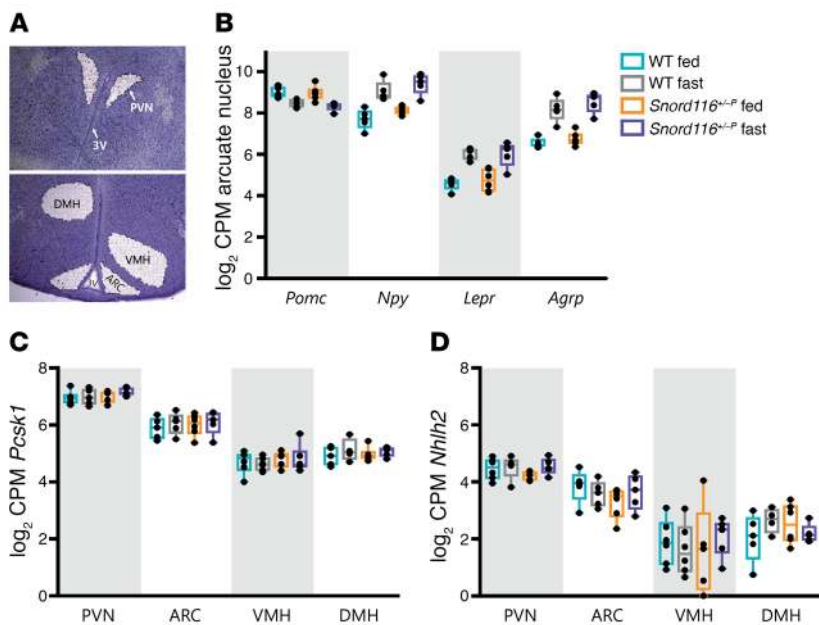 A
PVN
3V
DMH
VMH
ARC
B
log₂ CPM arcuate nucleus
10
8
6
4
2
0
Pomc Npy Lepr Agrp
WT fed
WT fast
Snord116+/–P fed
Snord116+/–P fast
C
log₂ CPM Pcsk1
8
6
4
2
0
PVN ARC VMH DMH
D
log₂ CPM Nhlh2
8
6
4
2
0
PVN ARC VMH DMH